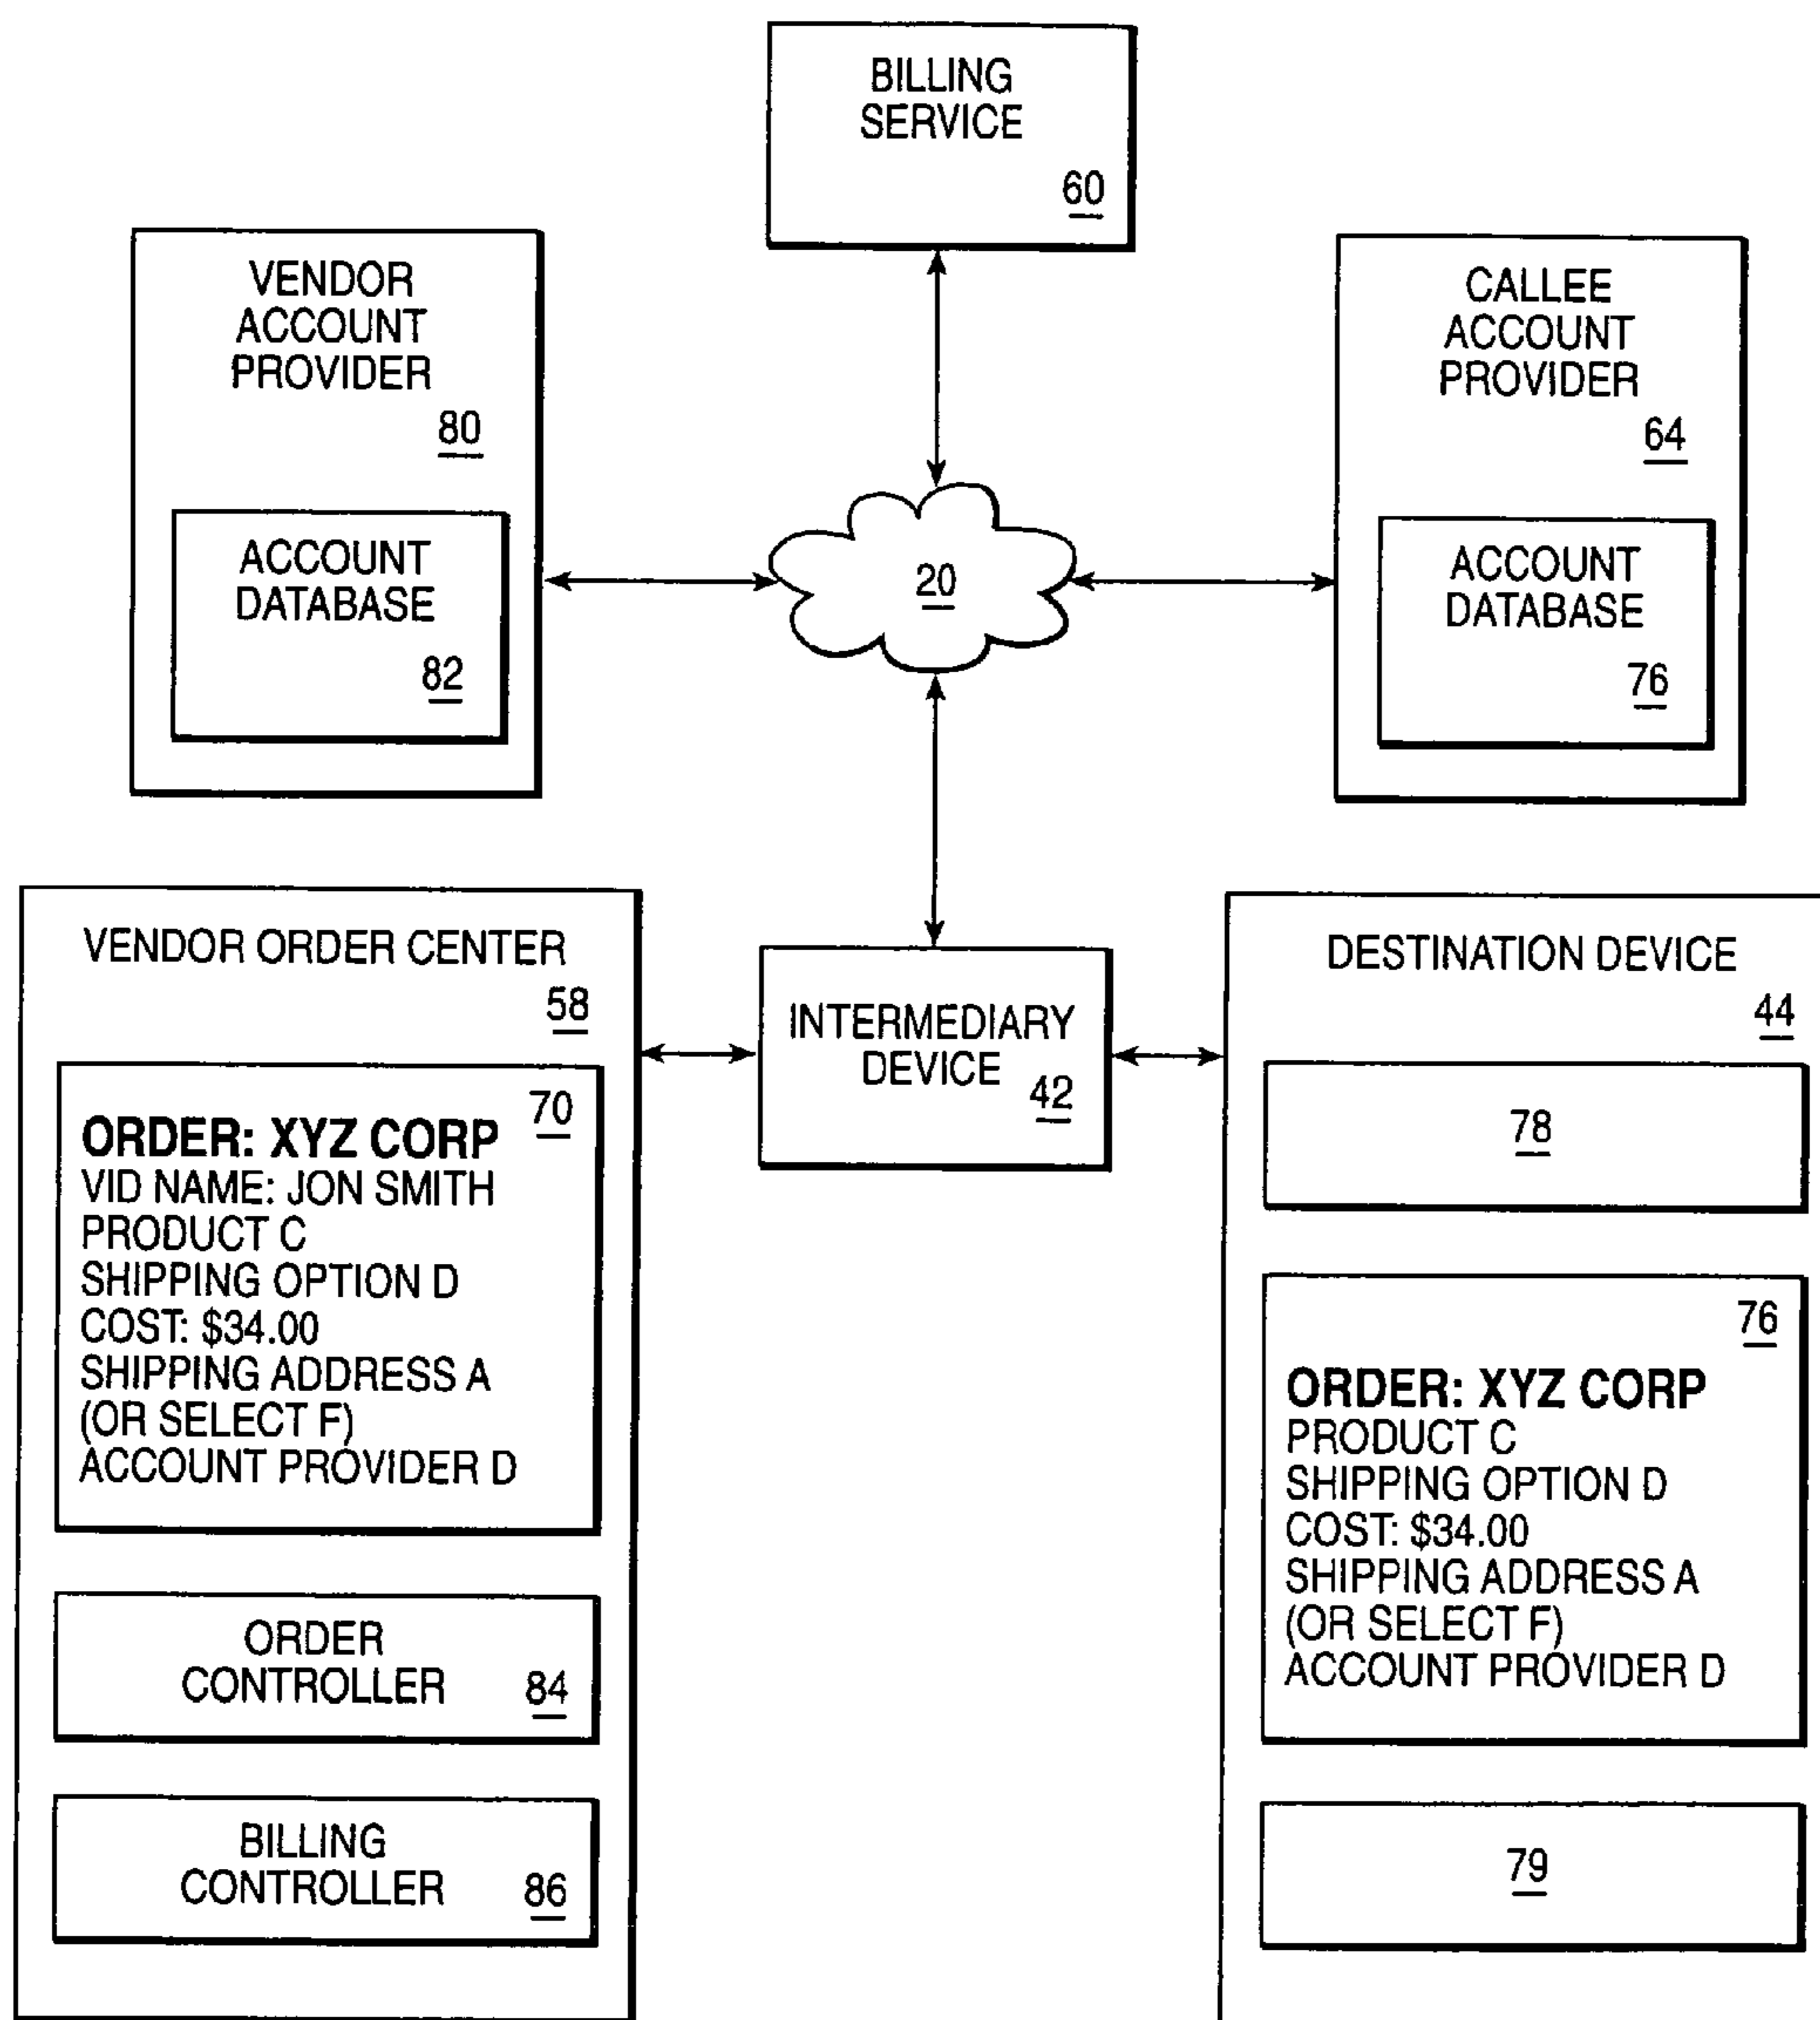 BILLING
SERVICE
60
VENDOR
ACCOUNT
PROVIDER
80
ACCOUNT
DATABASE
82
CALLEE
ACCOUNT
PROVIDER
64
ACCOUNT
DATABASE
76
20
VENDOR ORDER CENTER
58
70
ORDER: XYZ CORP
VID NAME: JON SMITH
PRODUCT C
SHIPPING OPTION D
COST: $34.00
SHIPPING ADDRESS A
(OR SELECT F)
ACCOUNT PROVIDER D
ORDER
CONTROLLER 84
BILLING
CONTROLLER 86
INTERMEDIARY
DEVICE
42
DESTINATION DEVICE
44
78
76
ORDER: XYZ CORP
PRODUCT C
SHIPPING OPTION D
COST: $34.00
SHIPPING ADDRESS A
(OR SELECT F)
ACCOUNT PROVIDER D
79